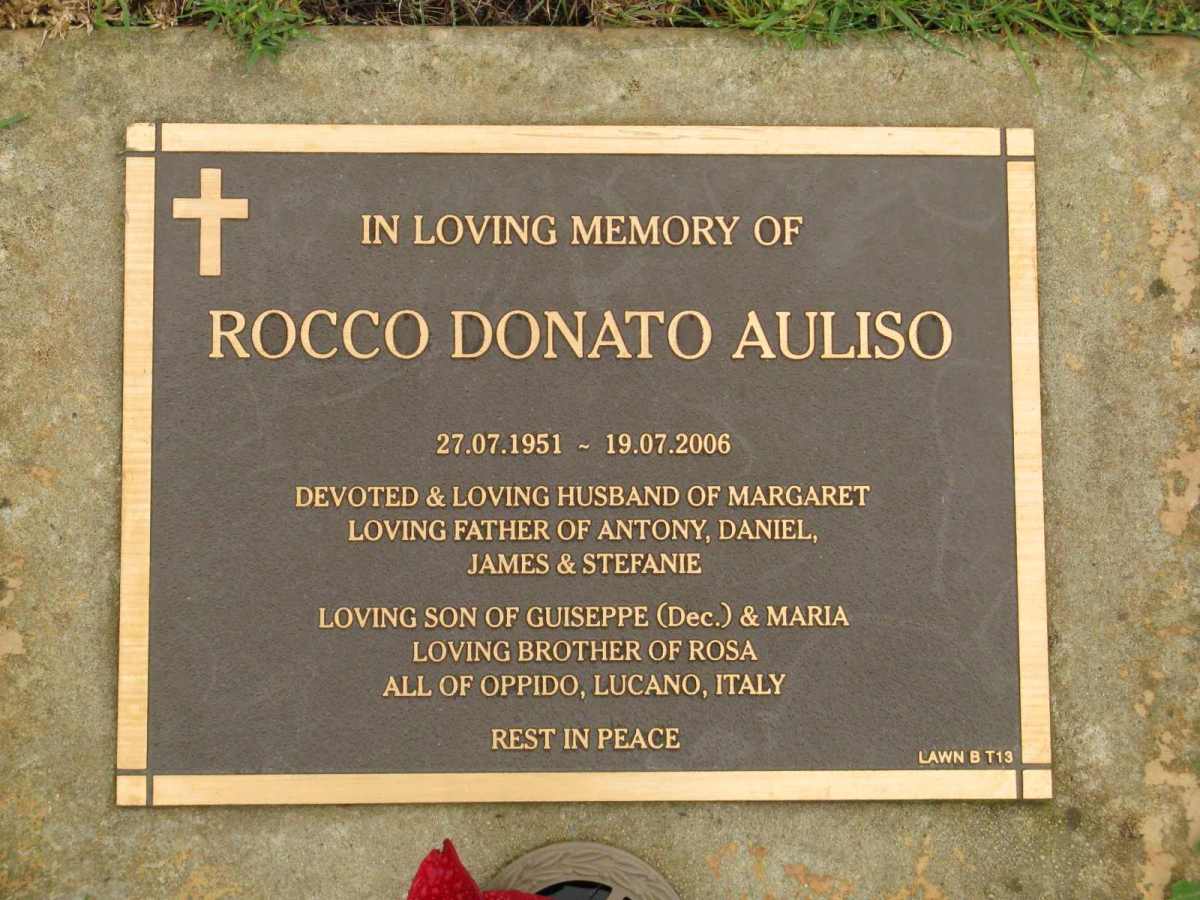 IN LOVING MEMORY OF
ROCCO DONATO AULISO
27.07.1951 ~ 19.07.2006
DEVOTED & LOVING HUSBAND OF MARGARET
LOVING FATHER OF ANTONY, DANIEL,
JAMES & STEFANIE
LOVING SON OF GUISEPPE (Dec.) & MARIA
LOVING BROTHER OF ROSA
ALL OF OPPIDO, LUCANO, ITALY
REST IN PEACE
LAWN B T13